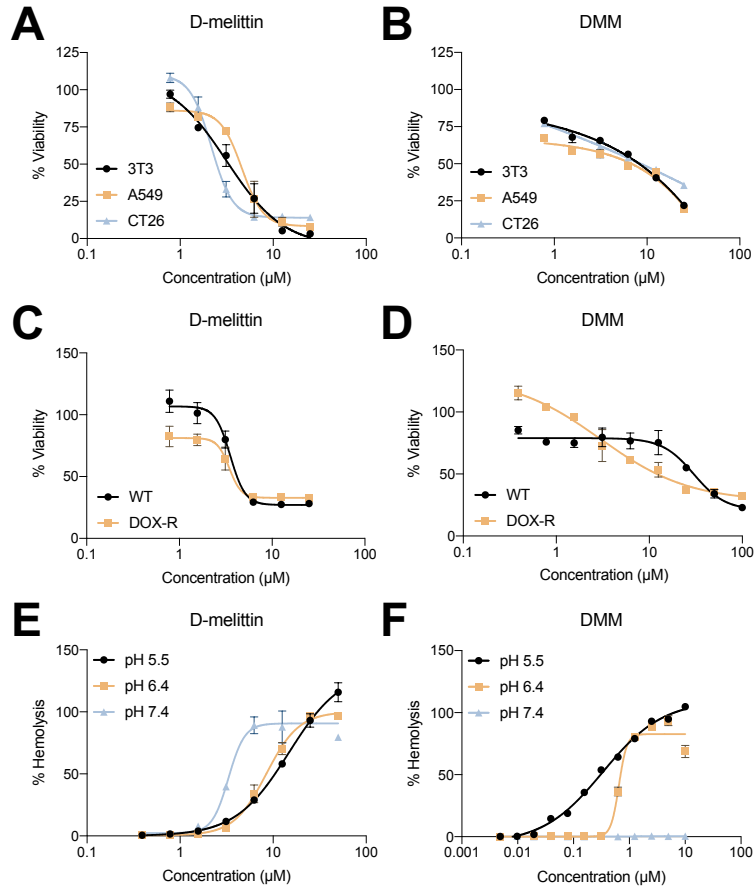 A
D-melittin
% Viability
125
100
75
50
25
0
3T3
A549
CT26
0.1
1
10
100
Concentration (µM)
B
DMM
% Viability
125
100
75
50
25
0
3T3
A549
CT26
0.1
1
10
100
Concentration (µM)
C
D-melittin
% Viability
150
100
50
0
WT
DOX-R
0.1
1
10
100
Concentration (µM)
D
DMM
% Viability
150
100
50
0
WT
DOX-R
0.1
1
10
100
Concentration (µM)
E
D-melittin
% Hemolysis
150
100
50
0
pH 5.5
pH 6.4
pH 7.4
0.1
1
10
100
Concentration (µM)
F
DMM
% Hemolysis
150
100
50
0
pH 5.5
pH 6.4
pH 7.4
0.001
0.01
0.1
1
10
100
Concentration (µM)